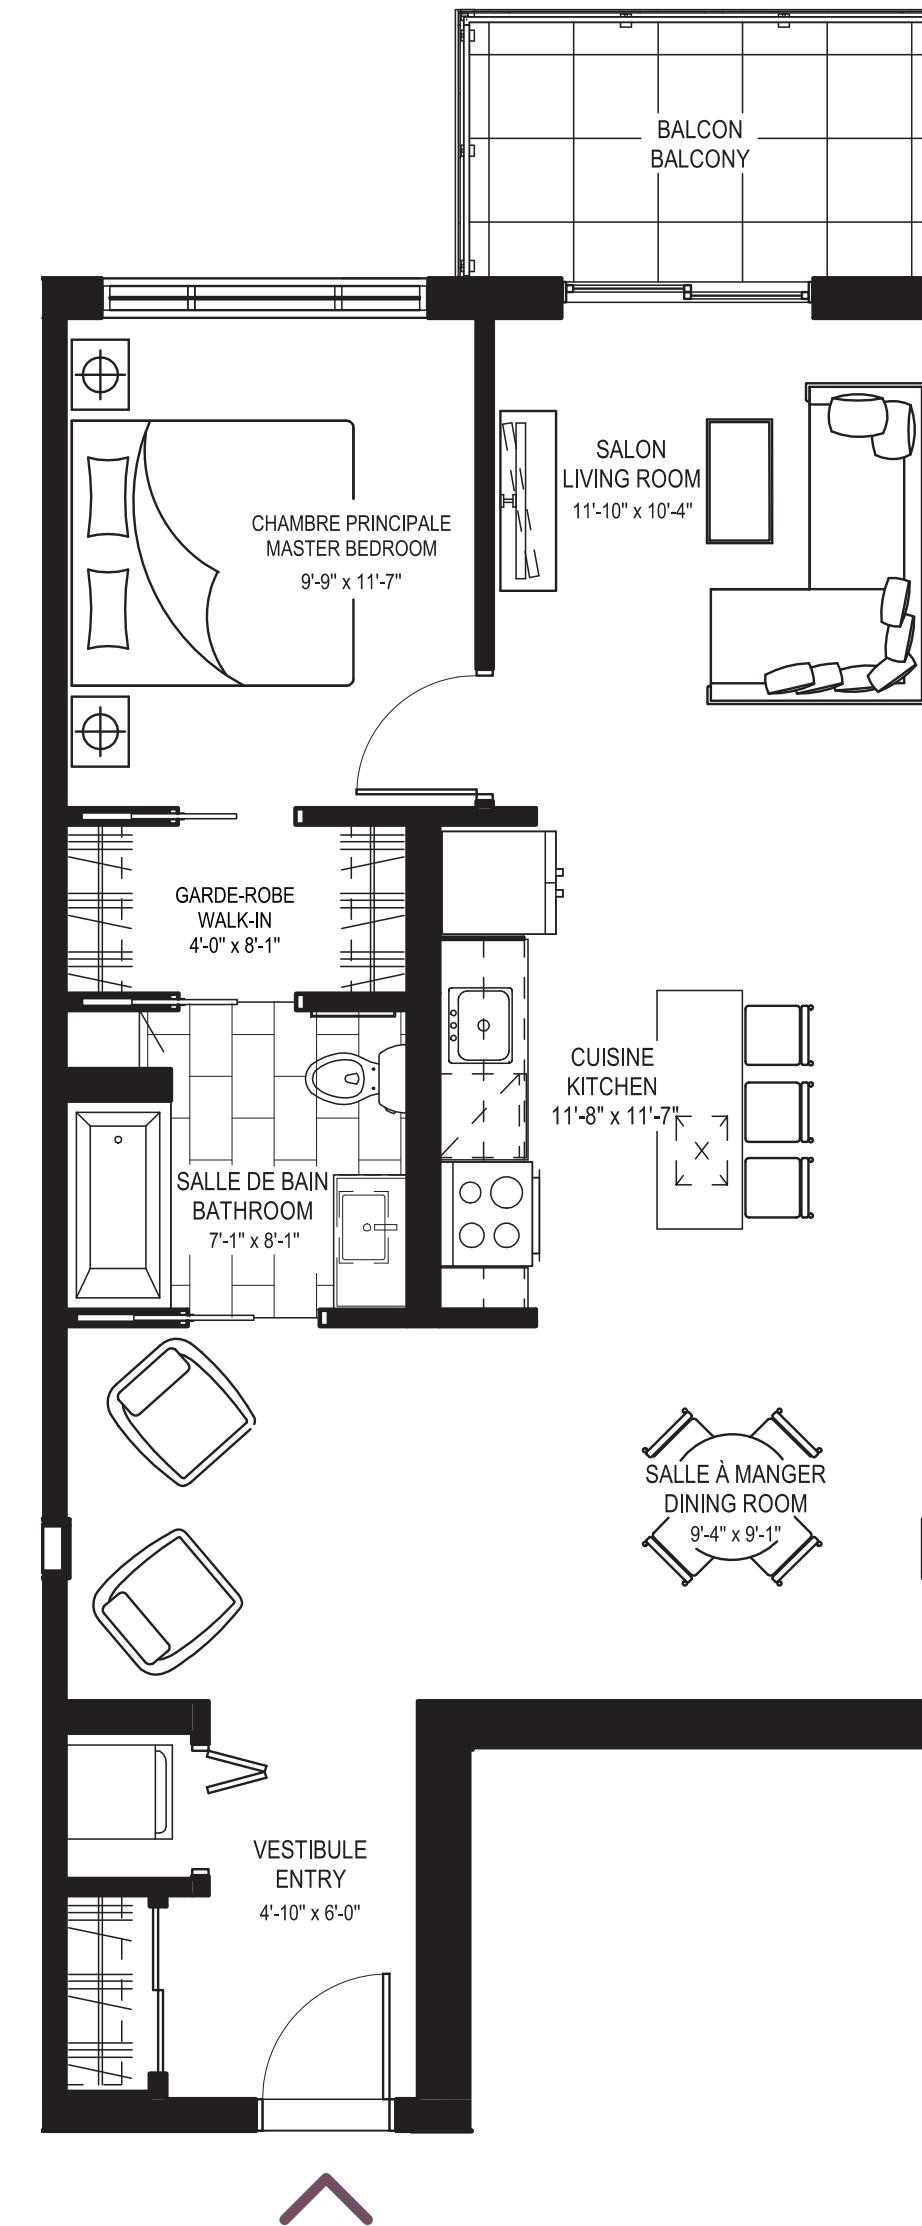 BALCON
BALCONY
SALON
LIVING ROOM
11'-10" x 10'-4"
CHAMBRE PRINCIPALE
MASTER BEDROOM
9'-9" x 11'-7"
GARDE-ROBE
WALK-IN
4'-0" x 8'-1"
CUISINE
KITCHEN
11'-8" x 11'-7"
SALLE DE BAIN
BATHROOM
7'-1" x 8'-1"
SALLE À MANGER
DINING ROOM
9'-4" x 9'-1"
VESTIBULE
ENTRY
4'-10" x 6'-0"